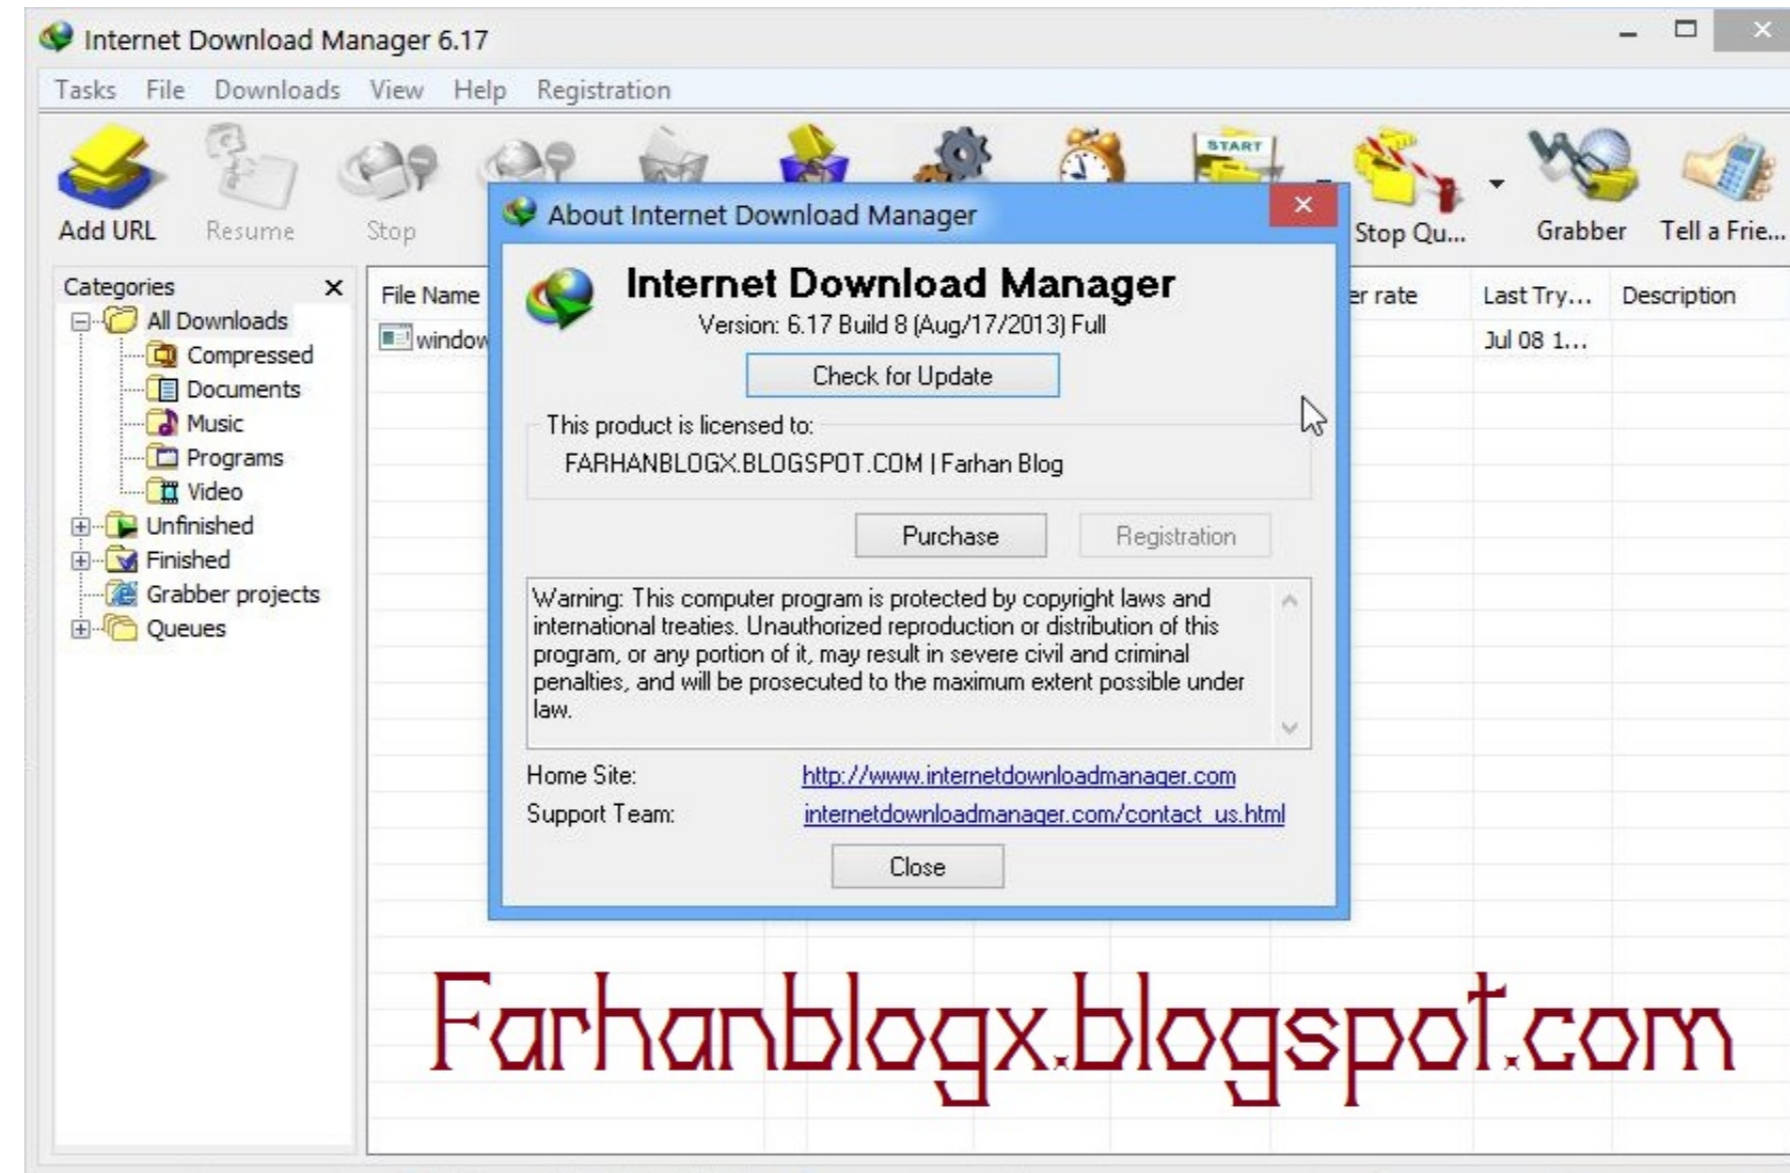 Internet Download Manager 6.17
Tasks File Downloads View Help Registration
START
Add URL Resume Stop Stop Qu... Grabber Tell a Frie...
Categories
All Downloads
Compressed
Documents
Music
Programs
Video
Unfinished
Finished
Grabber projects
Queues
File Name er rate Last Try... Description
window Jul 08 1...
About Internet Download Manager
Internet Download Manager
Version: 6.17 Build 8 (Aug/17/2013) Full
Check for Update
This product is licensed to:
FARHANBLOGX.BLOGSPOT.COM | Farhan Blog
Purchase Registration
Warning: This computer program is protected by copyright laws and
international treaties. Unauthorized reproduction or distribution of this
program, or any portion of it, may result in severe civil and criminal
penalties, and will be prosecuted to the maximum extent possible under
law.
Home Site: http://www.internetdownloadmanager.com
Support Team: internetdownloadmanager.com/contact_us.html
Close
Farhanblogx.blogspot.com